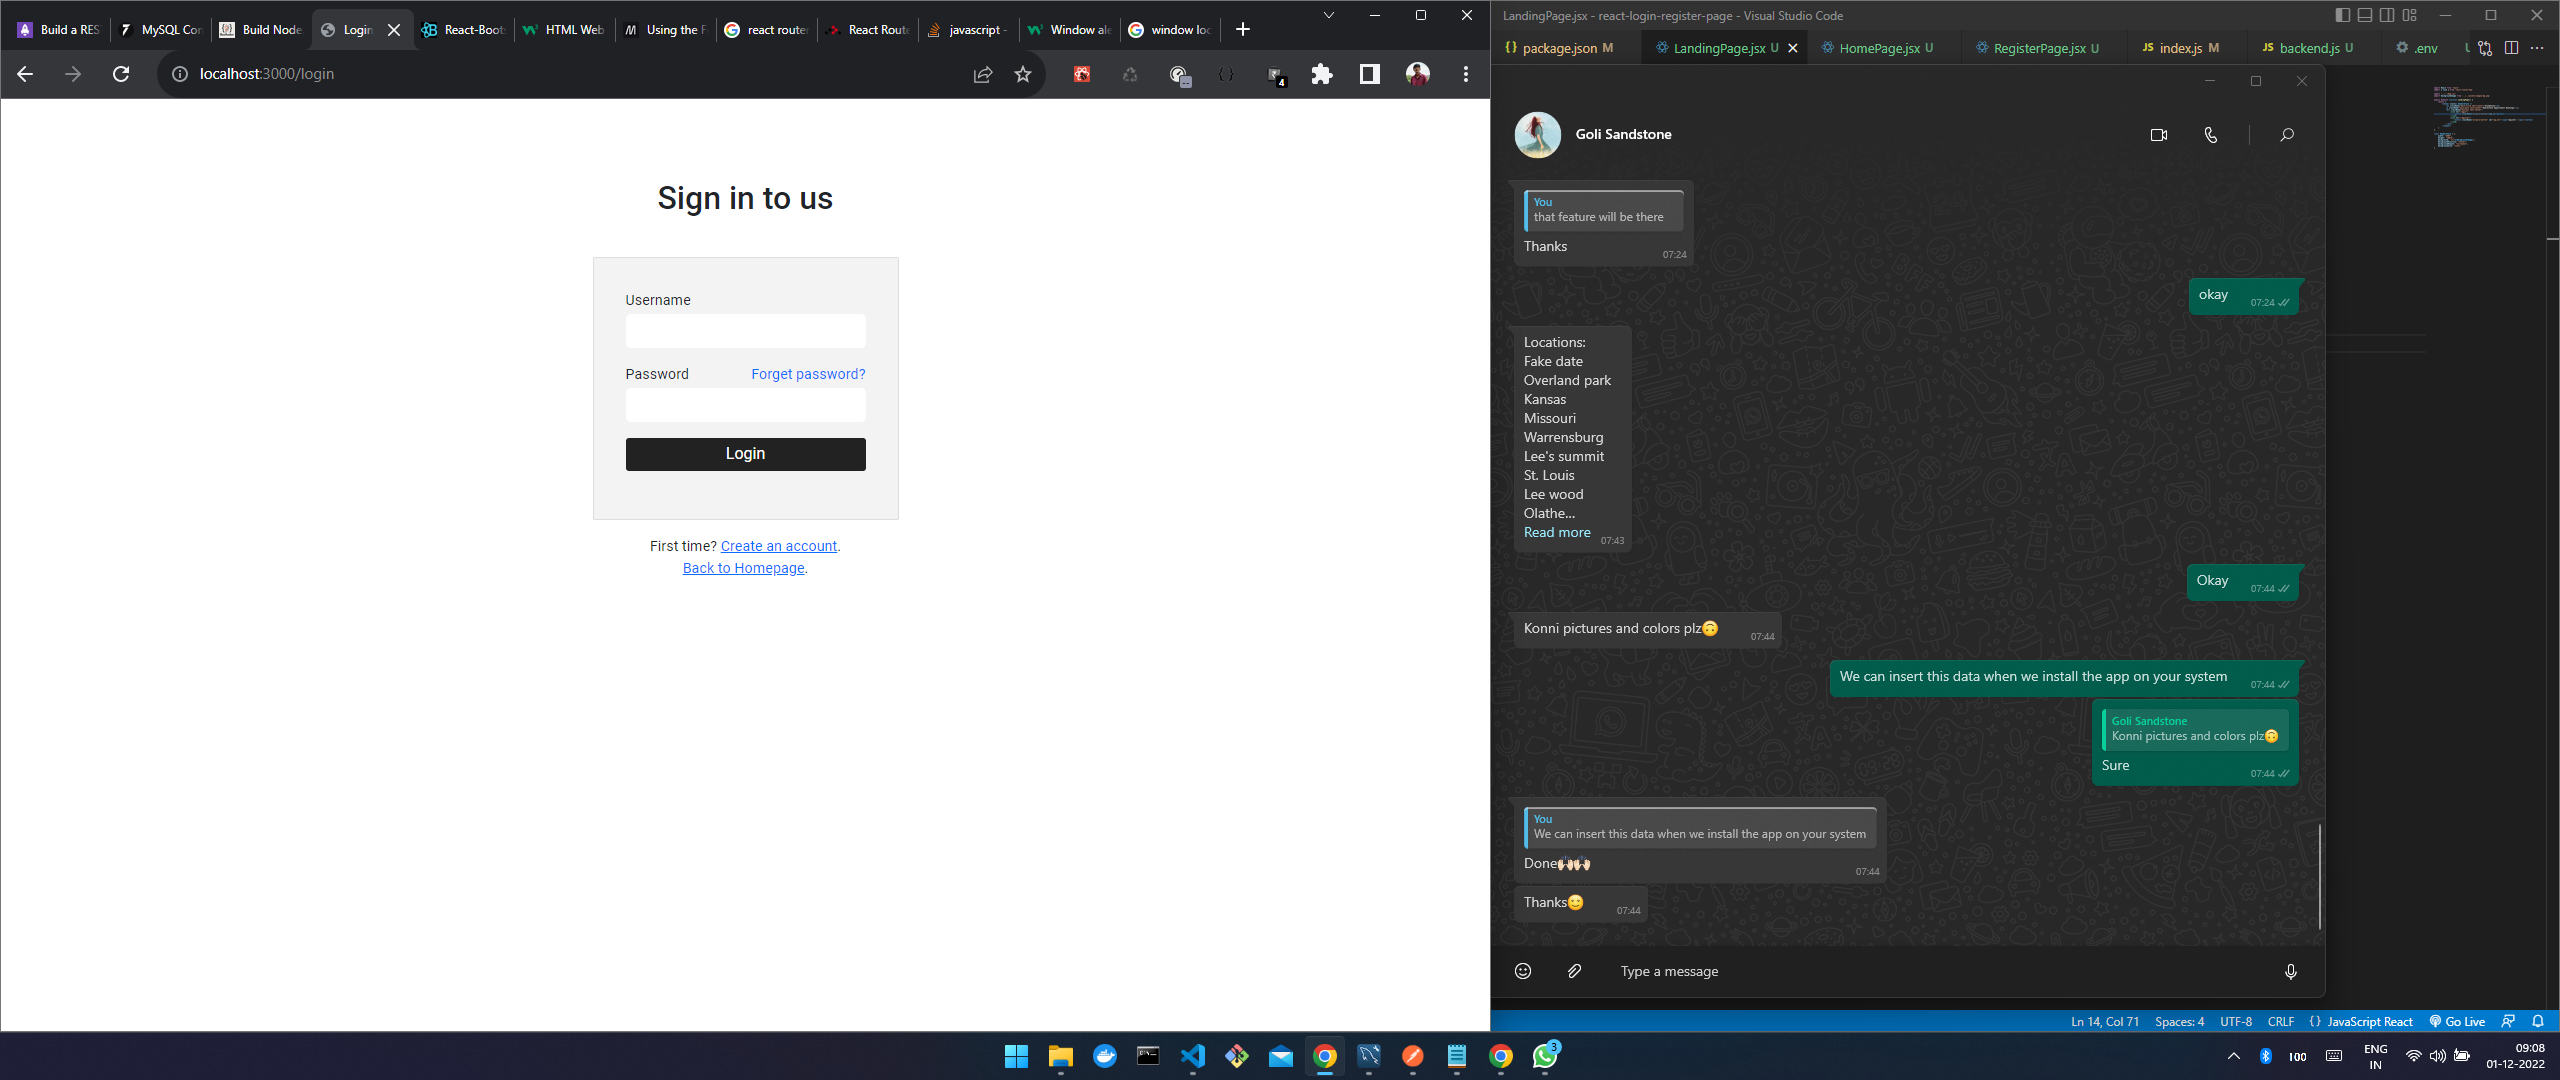 Build a RES
MySQL Con
Build Node
Login
React-Boot
HTML Web
Using the F
react router
React Route
javascript -
Window ale
window loc
localhost:3000/login
4
Sign in to us
Username
Password
Forget password?
Login
First time? Create an account.
Back to Homepage.
LandingPage.jsx - react-login-register-page - Visual Studio Code
{} package.json M
LandingPage.jsx U
HomePage.jsx U
RegisterPage.jsx U
JS index.js M
JS backend.js U
.env
Goli Sandstone
You
that feature will be there
Thanks
07:24
okay
07:24
Locations:
Fake date
Overland park
Kansas
Missouri
Warrensburg
Lee's summit
St. Louis
Lee wood
Olathe...
Read more
07:43
Okay
07:44
Konni pictures and colors plz🙃
07:44
We can insert this data when we install the app on your system
07:44
Goli Sandstone
Konni pictures and colors plz🙃
Sure
07:44
You
We can insert this data when we install the app on your system
Done🙌🏻🙌🏻
07:44
Thanks😊
07:44
Type a message
Ln 14, Col 71
Spaces: 4
UTF-8
CRLF
{} JavaScript React
Go Live
3
100
ENG
IN
09:08
01-12-2022